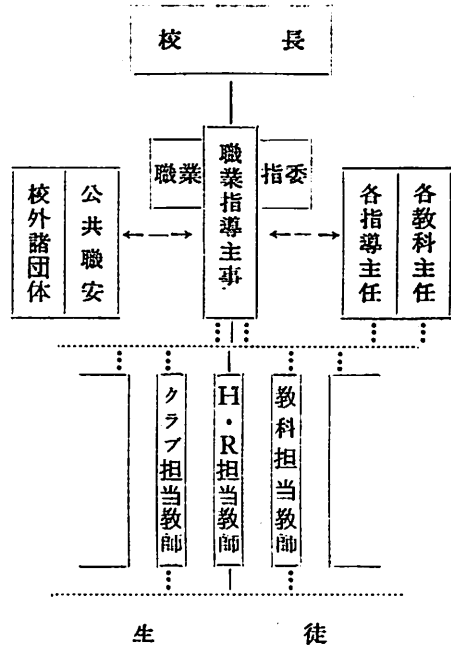 校長
職業
職業指導主事
指委
校外諸団体
公共職安
各指導主任
各教科主任
クラブ担当教師
H・R担当教師
教科担当教師
生徒